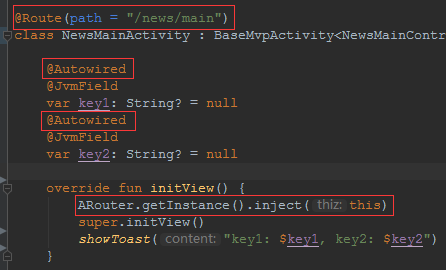 @Route(path = "/news/main")
class NewsMainActivity : BaseMvpActivity<NewsMainContr
@Autowired
@JvmField
var key1: String? = null
@Autowired
@JvmField
var key2: String? = null
override fun initView() {
ARouter.getInstance().inject( thiz: this)
super.initView()
showToast( content: "key1: $key1, key2: $key2")
}